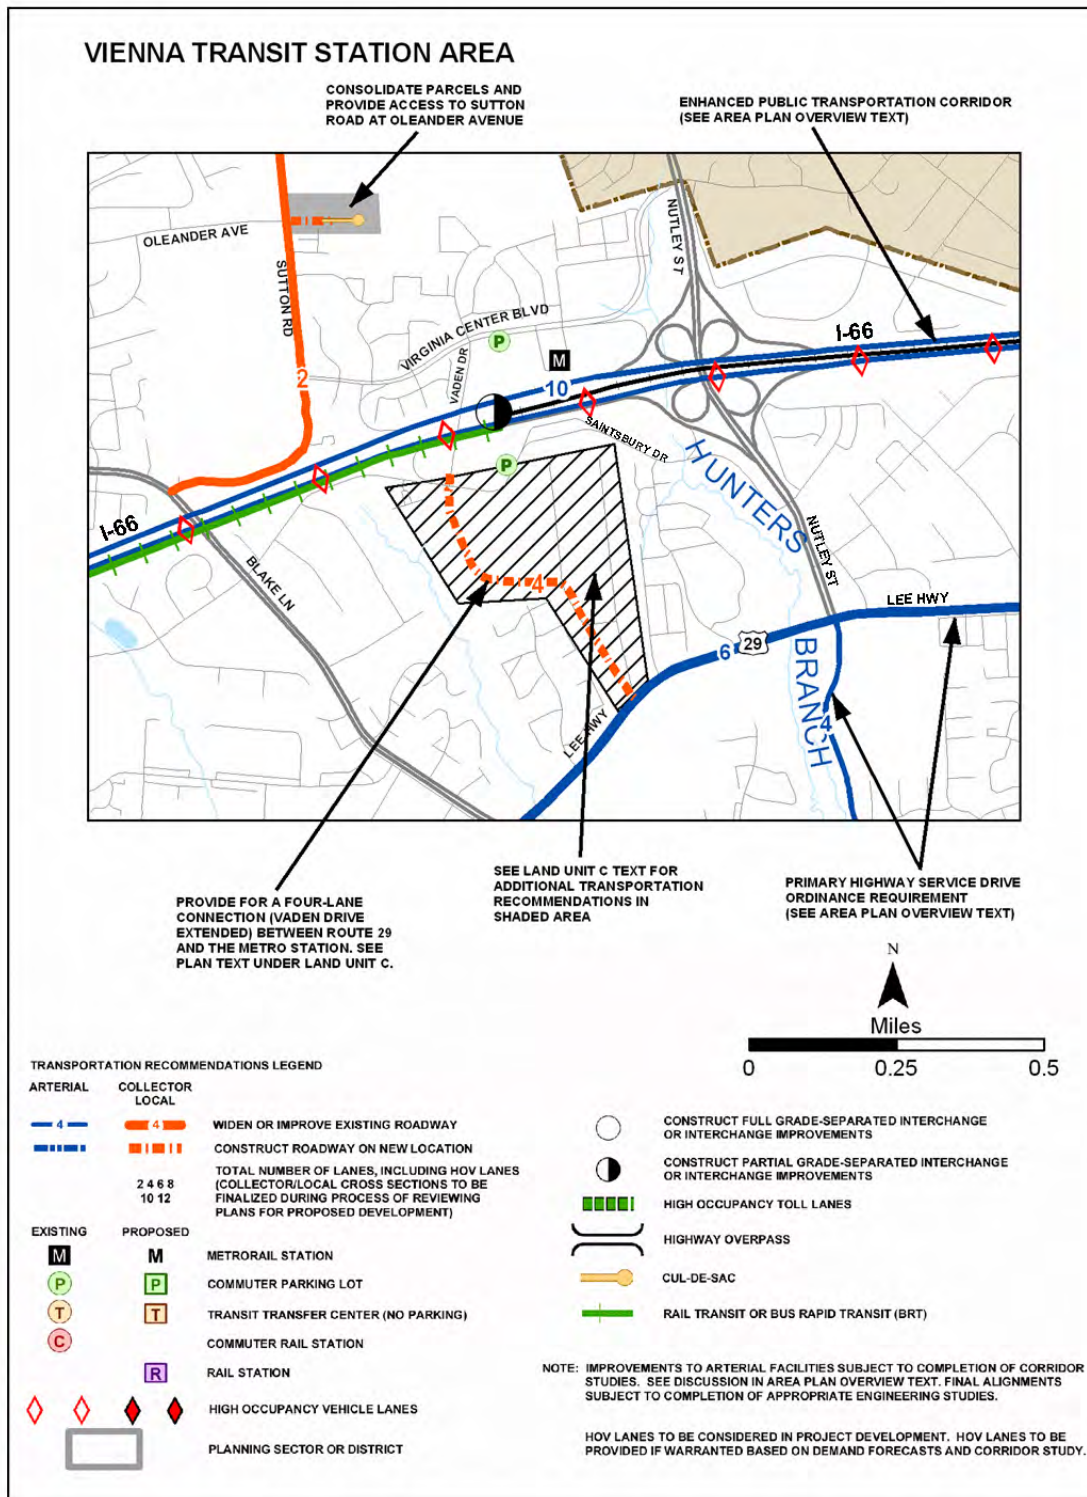 VIENNA TRANSIT STATION AREA
CONSOLIDATE PARCELS AND
PROVIDE ACCESS TO SUTTON
ROAD AT OLEANDER AVENUE
ENHANCED PUBLIC TRANSPORTATION CORRIDOR
(SEE AREA PLAN OVERVIEW TEXT)
OLEANDER AVE
SUTTON RD
NUTLEY ST
VIRGINIA CENTER BLVD
VADEN DR
P
M
I-66
2
10
SAINTSBURY DR
P
HUNTERS
I-66
BLAKE LN
4
NUTLEY ST
LEE HWY
6
29
BRANCH
4
LEE HWY
PROVIDE FOR A FOUR-LANE
CONNECTION (VADEN DRIVE
EXTENDED) BETWEEN ROUTE 29
AND THE METRO STATION. SEE
PLAN TEXT UNDER LAND UNIT C.
SEE LAND UNIT C TEXT FOR
ADDITIONAL TRANSPORTATION
RECOMMENDATIONS IN
SHADED AREA
PRIMARY HIGHWAY SERVICE DRIVE
ORDINANCE REQUIREMENT
(SEE AREA PLAN OVERVIEW TEXT)
N
Miles
0 0.25 0.5
TRANSPORTATION RECOMMENDATIONS LEGEND
ARTERIAL COLLECTOR
LOCAL
4 4 WIDEN OR IMPROVE EXISTING ROADWAY
CONSTRUCT ROADWAY ON NEW LOCATION
2 4 6 8
10 12
TOTAL NUMBER OF LANES, INCLUDING HOV LANES
(COLLECTOR/LOCAL CROSS SECTIONS TO BE
FINALIZED DURING PROCESS OF REVIEWING
PLANS FOR PROPOSED DEVELOPMENT)
EXISTING PROPOSED
M M METRORAIL STATION
P P COMMUTER PARKING LOT
T T TRANSIT TRANSFER CENTER (NO PARKING)
C COMMUTER RAIL STATION
R RAIL STATION
HIGH OCCUPANCY VEHICLE LANES
PLANNING SECTOR OR DISTRICT
CONSTRUCT FULL GRADE-SEPARATED INTERCHANGE
OR INTERCHANGE IMPROVEMENTS
CONSTRUCT PARTIAL GRADE-SEPARATED INTERCHANGE
OR INTERCHANGE IMPROVEMENTS
HIGH OCCUPANCY TOLL LANES
HIGHWAY OVERPASS
CUL-DE-SAC
RAIL TRANSIT OR BUS RAPID TRANSIT (BRT)
NOTE: IMPROVEMENTS TO ARTERIAL FACILITIES SUBJECT TO COMPLETION OF CORRIDOR
STUDIES. SEE DISCUSSION IN AREA PLAN OVERVIEW TEXT. FINAL ALIGNMENTS
SUBJECT TO COMPLETION OF APPROPRIATE ENGINEERING STUDIES.
HOV LANES TO BE CONSIDERED IN PROJECT DEVELOPMENT. HOV LANES TO BE
PROVIDED IF WARRANTED BASED ON DEMAND FORECASTS AND CORRIDOR STUDY.